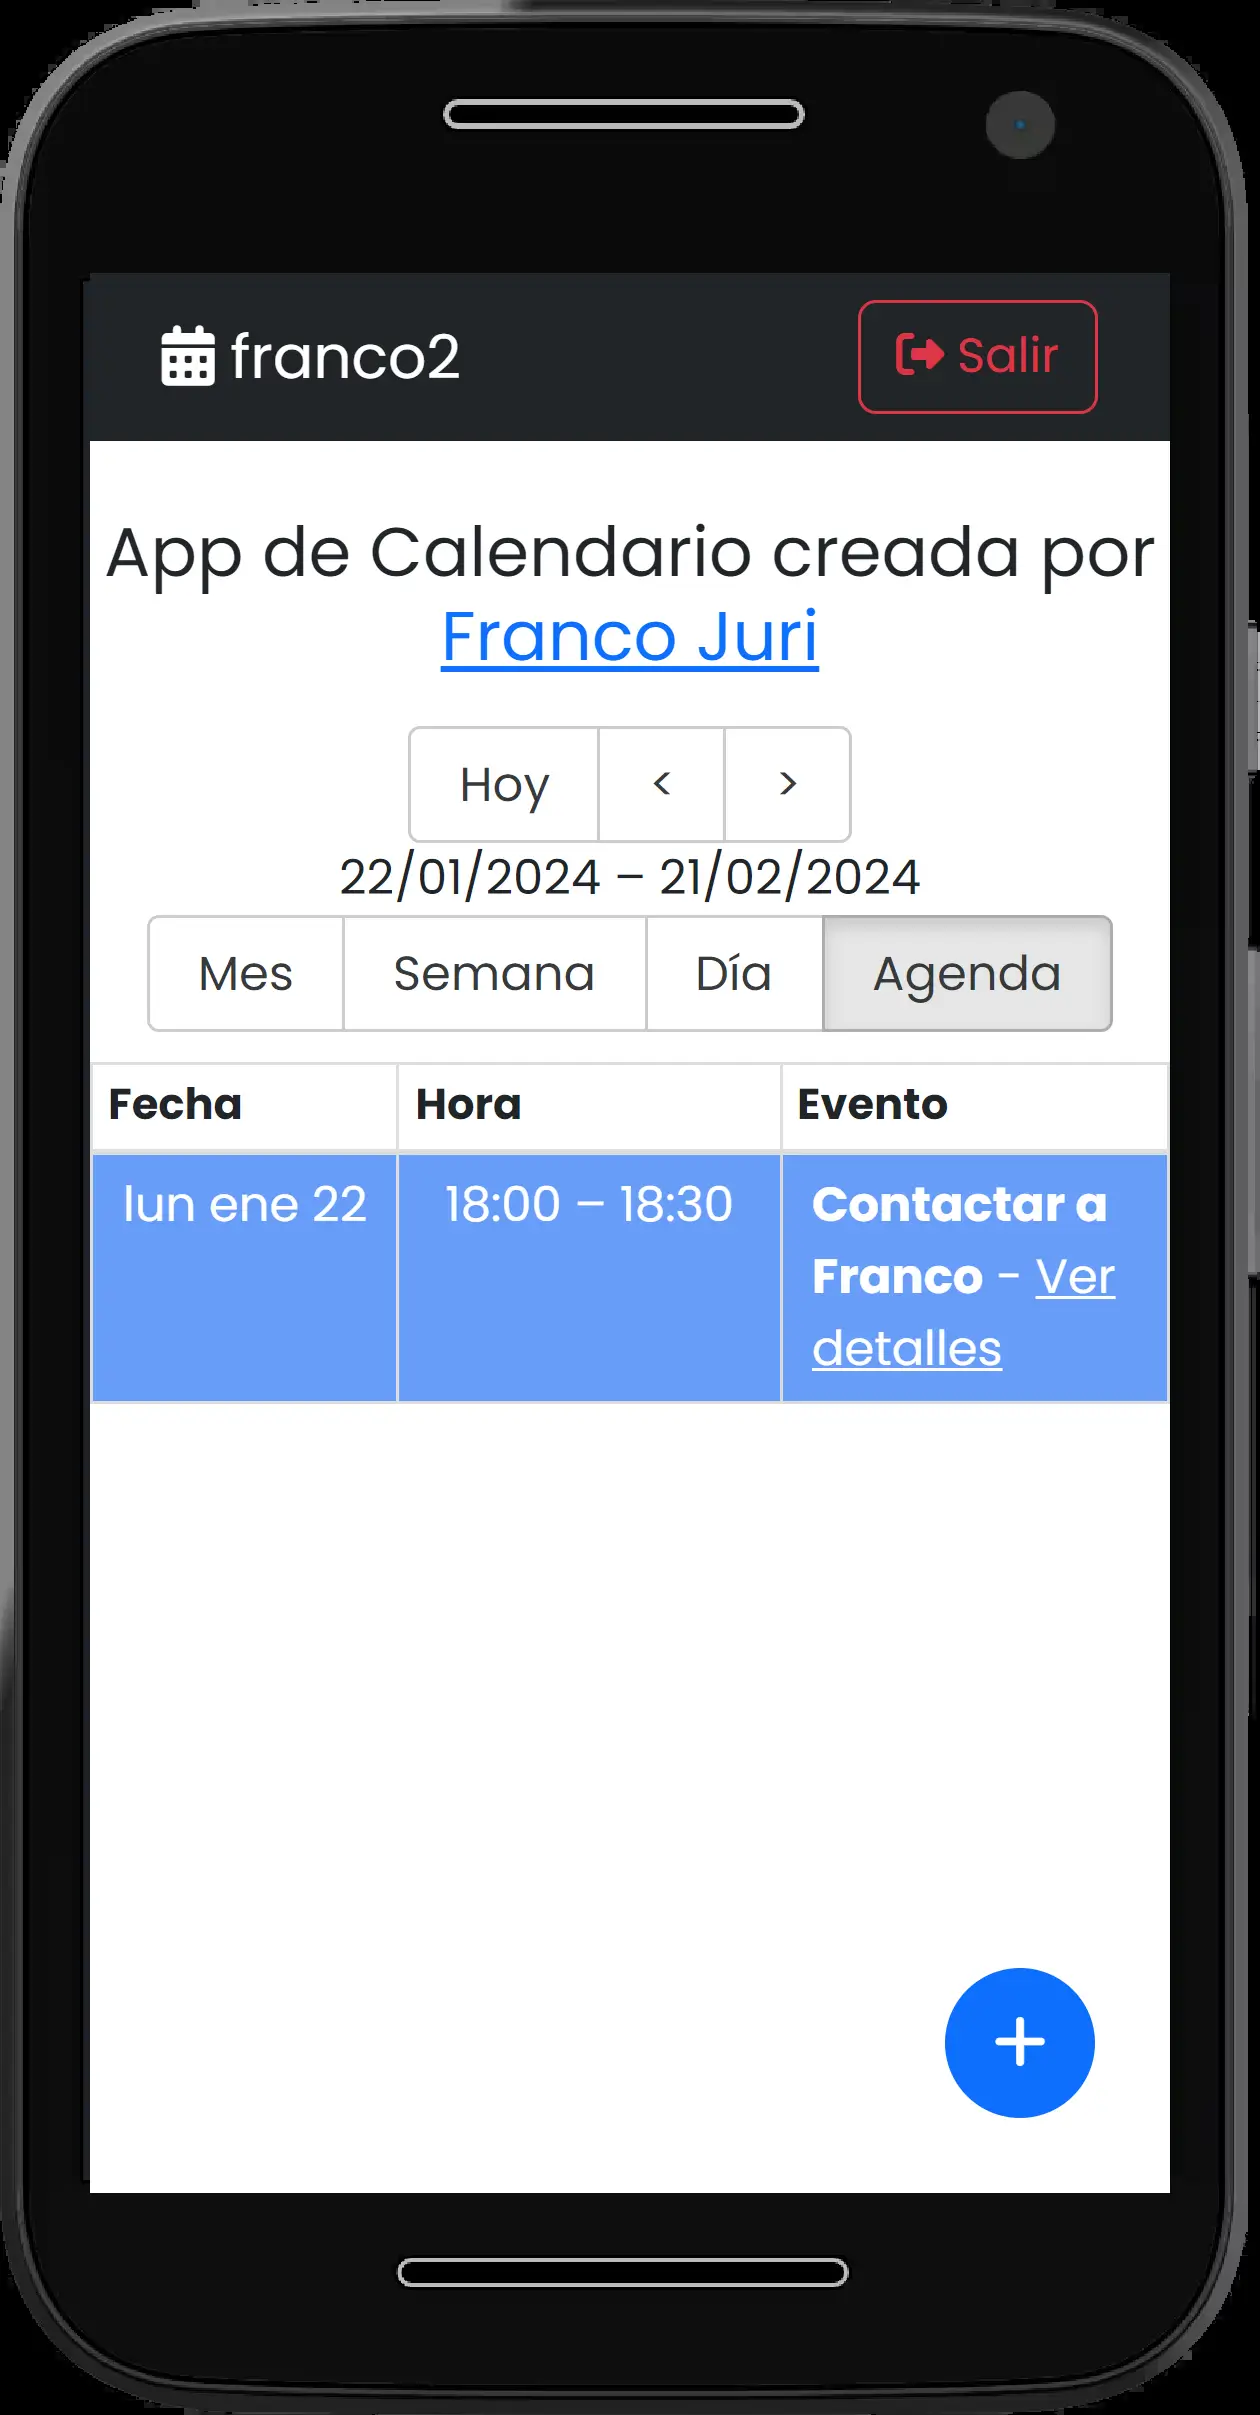 franco2
Salir
App de Calendario creada por
Franco Juri
Hoy < >
22/01/2024 – 21/02/2024
Mes Semana Día Agenda
Fecha Hora Evento
lun ene 22 18:00 – 18:30 Contactar a
Franco - Ver
detalles
+